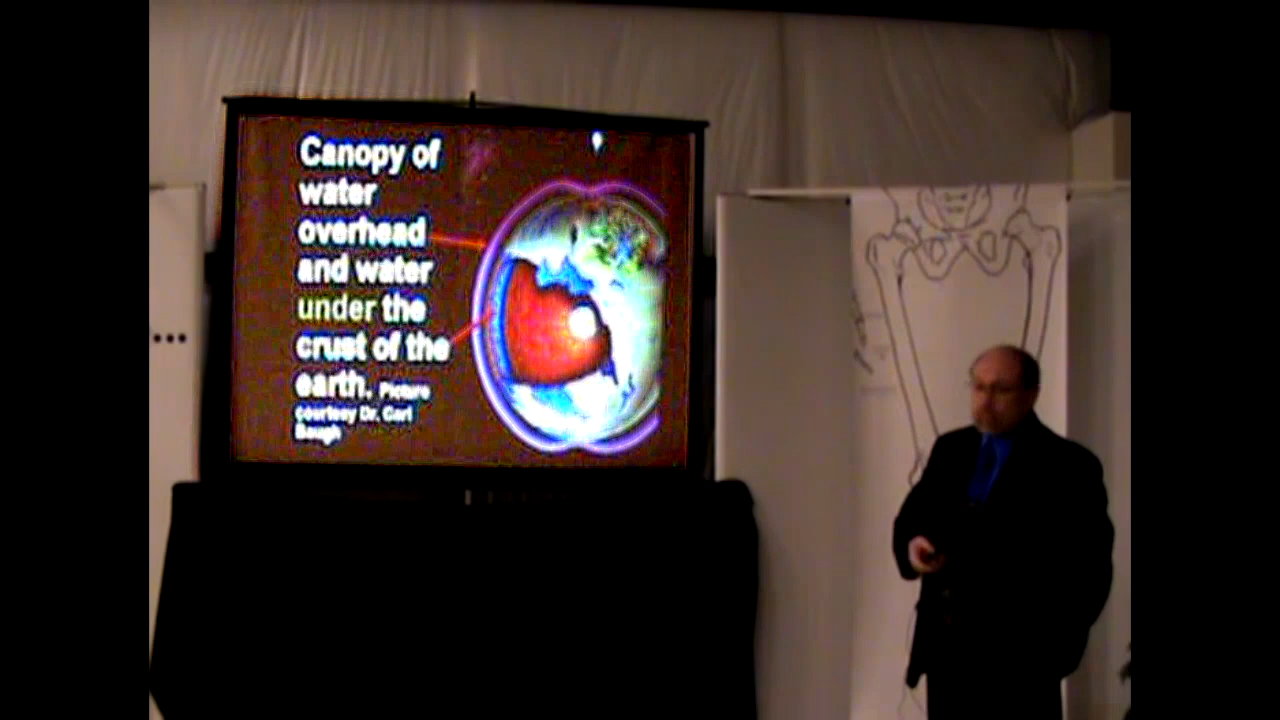 Canopy of
water
overhead
and water
under the
crust of the
earth. Picture
courtesy Dr. Carl
Baugh